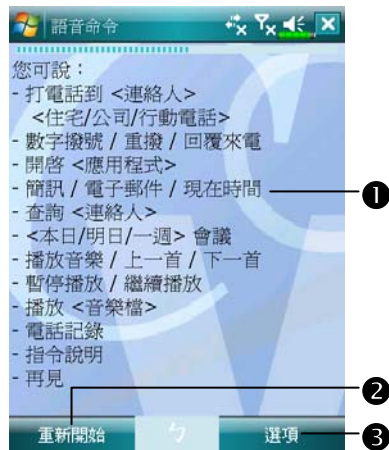 語音命令
您可說：
- 打電話到 <連絡人>
<住宅/公司/行動電話>
- 數字撥號 / 重撥 / 回覆來電
- 開啓 <應用程式>
- 簡訊 / 電子郵件 / 現在時間
❶
- 查詢 <連絡人>
- <本日/明日/一週> 會議
- 播放音樂 / 上一首 / 下一首
- 暫停播放 / 繼續播放
- 播放 <音樂檔>
- 電話記錄
- 指令說明
- 再見
❷
重新開始 ㄅ 選項
❸